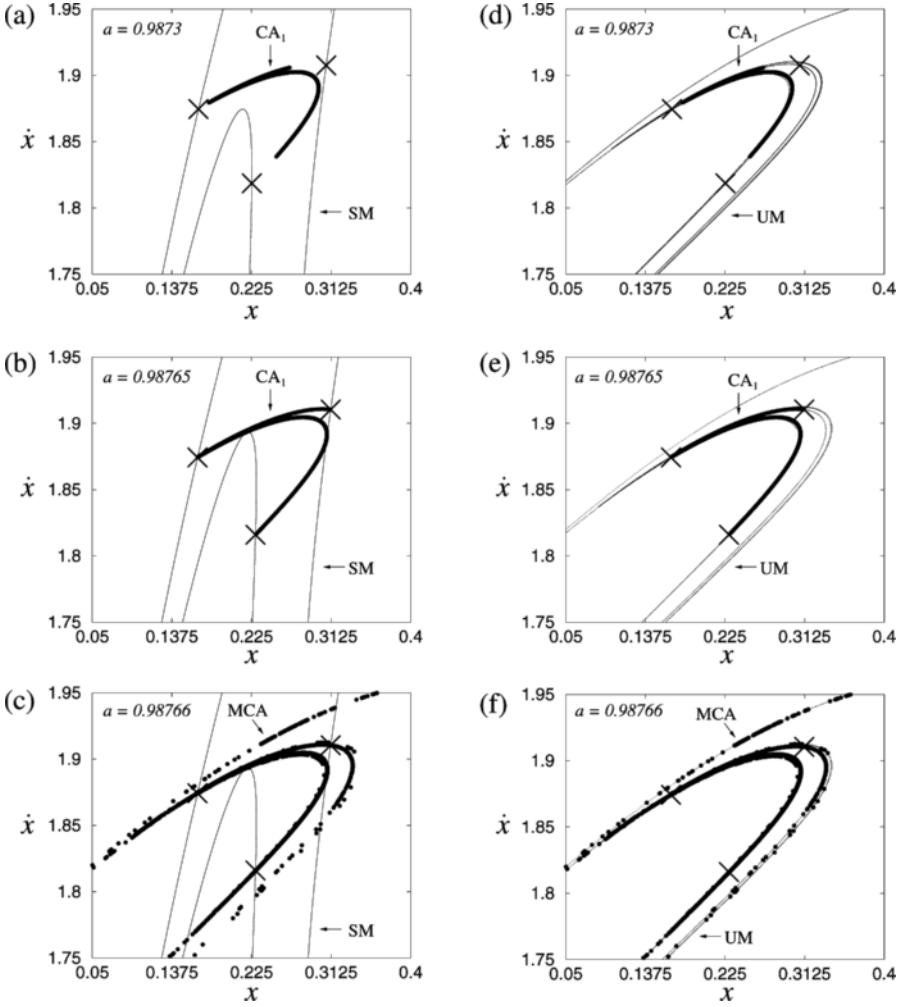 (a)
1.95
a = 0.9873
CA1
1.9
ẋ
1.85
1.8
SM
1.75
0.05 0.1375 0.225 0.3125 0.4
x
(d)
1.95
a = 0.9873
CA1
1.9
ẋ
1.85
1.8
UM
1.75
0.05 0.1375 0.225 0.3125 0.4
x
(b)
1.95
a = 0.98765
CA1
1.9
ẋ
1.85
1.8
SM
1.75
0.05 0.1375 0.225 0.3125 0.4
x
(e)
1.95
a = 0.98765
CA1
1.9
ẋ
1.85
1.8
UM
1.75
0.05 0.1375 0.225 0.3125 0.4
x
(c)
1.95
a = 0.98766
MCA
1.9
ẋ
1.85
1.8
SM
1.75
0.05 0.1375 0.225 0.3125 0.4
x
(f)
1.95
a = 0.98766
MCA
1.9
ẋ
1.85
1.8
UM
1.75
0.05 0.1375 0.225 0.3125 0.4
x